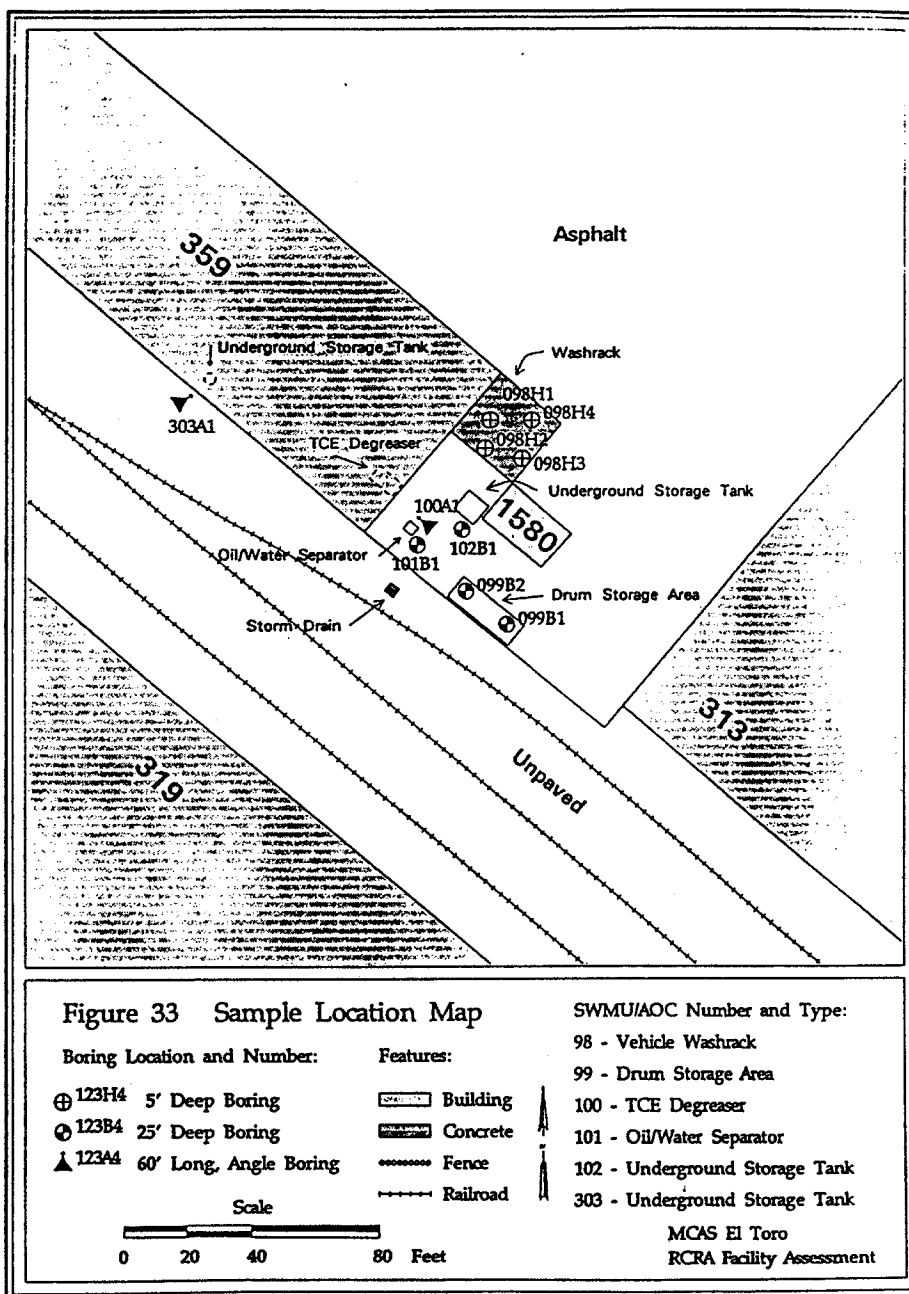 359
Asphalt
Underground Storage Tank
Washrack
098H1
098H4
303A1
098H2
TCE Degreaser
098H3
Underground Storage Tank
100A1
1580
Oil/Water Separator
102B1
101B1
099B2
Drum Storage Area
Storm Drain
099B1
313
319
Unpaved
Figure 33 Sample Location Map
Boring Location and Number:
123H4 5' Deep Boring
123B4 25' Deep Boring
123A4 60' Long, Angle Boring
Scale
0 20 40 80 Feet
Features:
Building
Concrete
Fence
Railroad
SWMU/AOC Number and Type:
98 - Vehicle Washrack
99 - Drum Storage Area
100 - TCE Degreaser
101 - Oil/Water Separator
102 - Underground Storage Tank
303 - Underground Storage Tank
MCAS El Toro
RCRA Facility Assessment